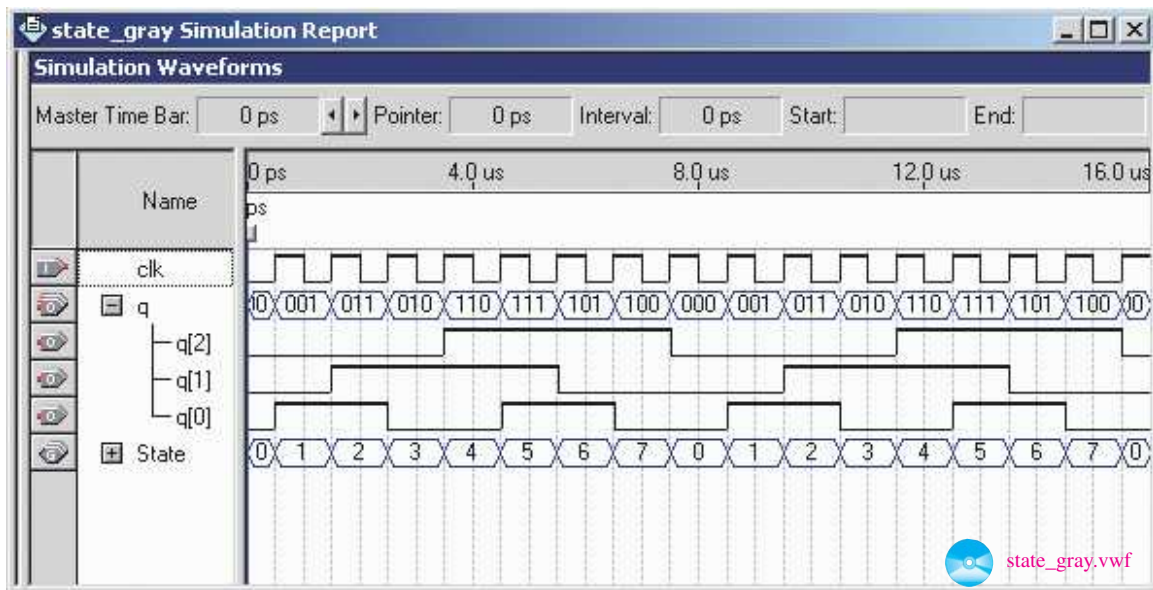 state_gray Simulation Report
Simulation Waveforms
Master Time Bar: 0 ps Pointer: 0 ps Interval: 0 ps Start: End:
Name 0 ps 4.0 us 8.0 us 12.0 us 16.0 us
ps
clk
q 001 011 010 110 111 101 100 000 001 011 010 110 111 101 100
q[2]
q[1]
q[0]
State 0 1 2 3 4 5 6 7 0 1 2 3 4 5 6 7 0
state_gray.vwf